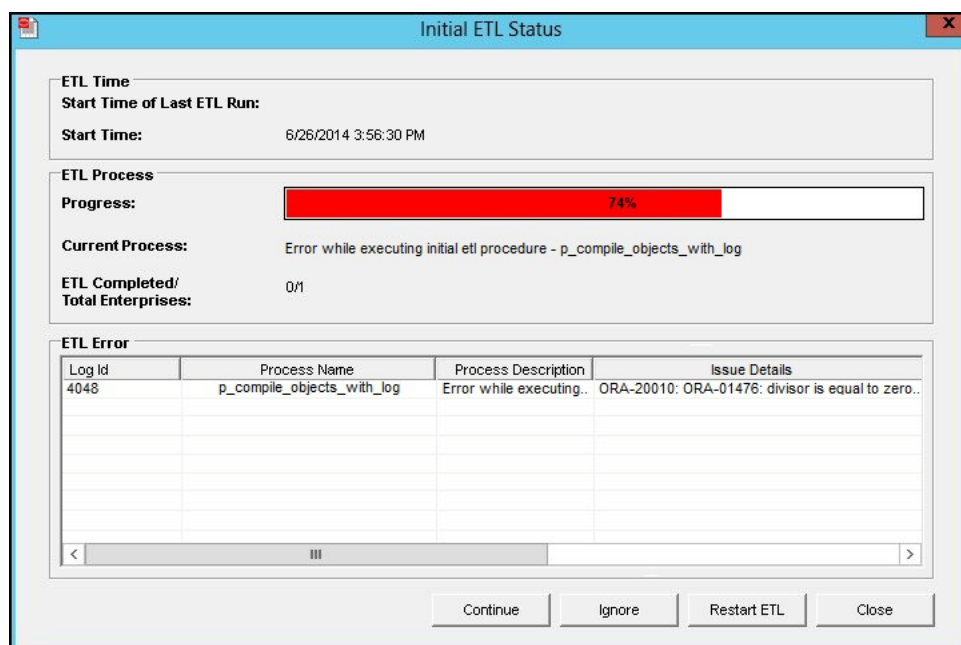 Initial ETL Status
X
ETL Time
Start Time of Last ETL Run:
Start Time: 6/26/2014 3:56:30 PM
ETL Process
Progress: 74%
Current Process: Error while executing initial etl procedure - p_compile_objects_with_log
ETL Completed/
Total Enterprises: 0/1
ETL Error
Log Id Process Name Process Description Issue Details
4048 p_compile_objects_with_log Error while executing.. ORA-20010: ORA-01476: divisor is equal to zero..
Continue Ignore Restart ETL Close